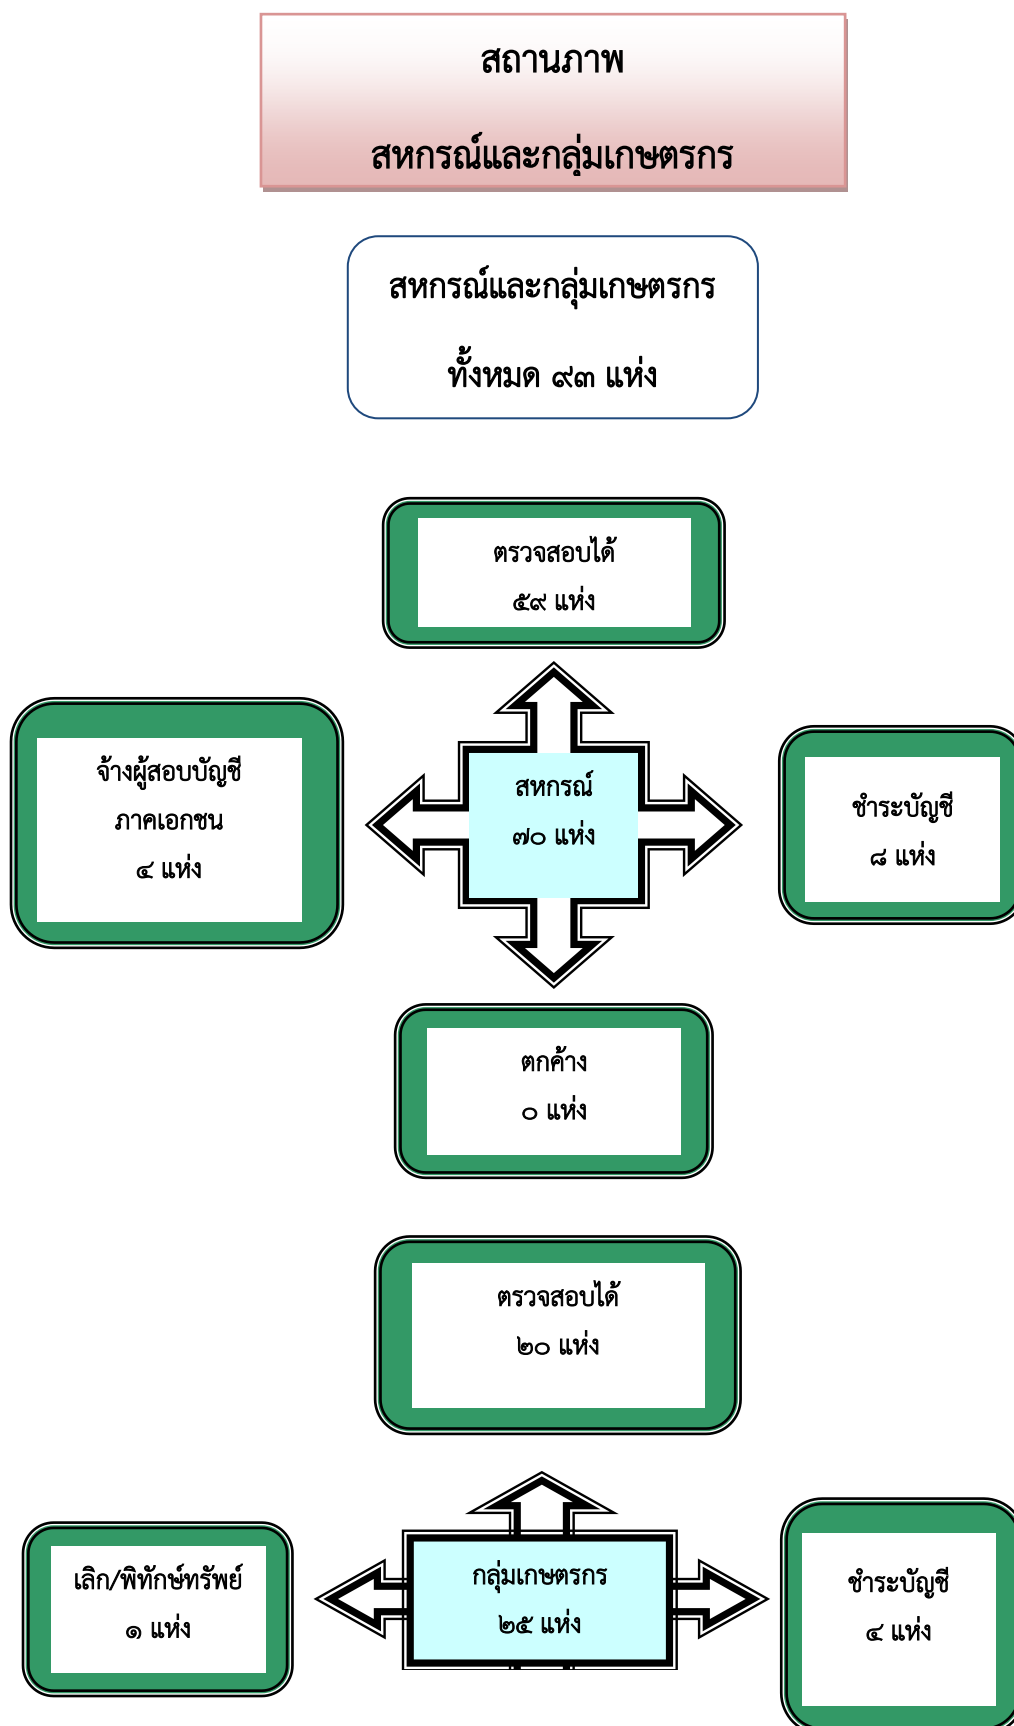 สถานภาพ
สหกรณ์และกลุ่มเกษตรกร
สหกรณ์และกลุ่มเกษตรกร
ทั้งหมด ๙๓ แห่ง
ตรวจสอบได้
๕๙ แห่ง
จ้างผู้สอบบัญชี
ภาคเอกชน
๔ แห่ง
สหกรณ์
๗๐ แห่ง
ชำระบัญชี
๘ แห่ง
ตกค้าง
๐ แห่ง
ตรวจสอบได้
๒๐ แห่ง
เลิก/พิทักษ์ทรัพย์
๑ แห่ง
กลุ่มเกษตรกร
๒๕ แห่ง
ชำระบัญชี
๔ แห่ง